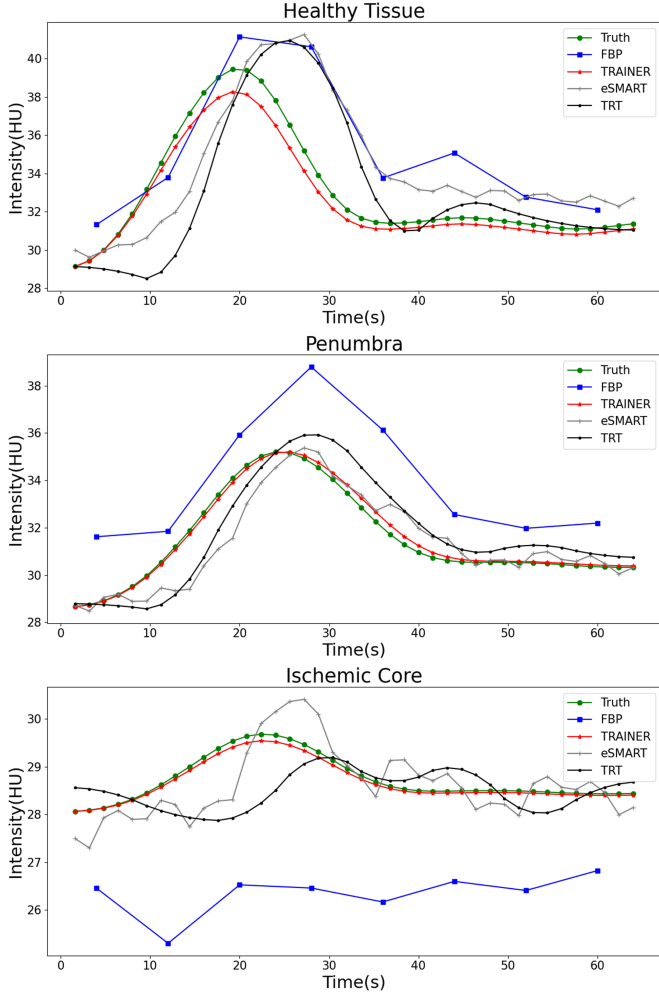 Healthy Tissue
Intensity(HU)
40
38
36
34
32
30
28
Truth
FBP
TRAINER
eSMART
TRT
0 10 20 30 40 50 60
Time(s)
Penumbra
Intensity(HU)
38
36
34
32
30
28
Truth
FBP
TRAINER
eSMART
TRT
0 10 20 30 40 50 60
Time(s)
Ischemic Core
Intensity(HU)
30
29
28
27
26
Truth
FBP
TRAINER
eSMART
TRT
0 10 20 30 40 50 60
Time(s)